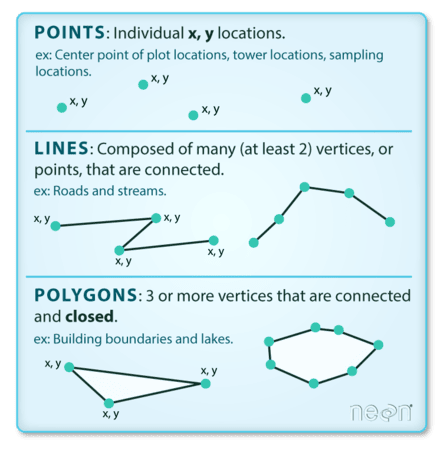 POINTS: Individual x, y locations.
ex: Center point of plot locations, tower locations, sampling
locations.
x, y
x, y
x, y
x, y
LINES: Composed of many (at least 2) vertices, or
points, that are connected.
ex: Roads and streams.
x, y
x, y
x, y
x, y
POLYGONS: 3 or more vertices that are connected
and closed.
ex: Building boundaries and lakes.
x, y
x, y
x, y
neon